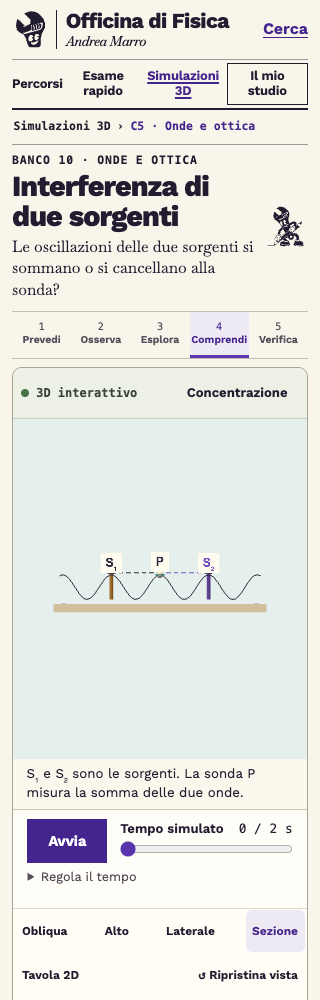 Officina di Fisica
Andrea Marro
Cerca
Percorsi
Esame
rapido
Simulazioni
3D
Il mio
studio
Simulazioni 3D › C5 · Onde e ottica
BANCO 10 · ONDE E OTTICA
Interferenza di
due sorgenti
Le oscillazioni delle due sorgenti si
sommano o si cancellano alla
sonda?
1
Prevedi
2
Osserva
3
Esplora
4
Comprendi
5
Verifica
3D interattivo
Concentrazione
S₁
P
S₂
S₁ e S₂ sono le sorgenti. La sonda P
misura la somma delle due onde.
Avvia
Tempo simulato 0 / 2 s
▶ Regola il tempo
Obliqua
Alto
Laterale
Sezione
Tavola 2D
↺ Ripristina vista